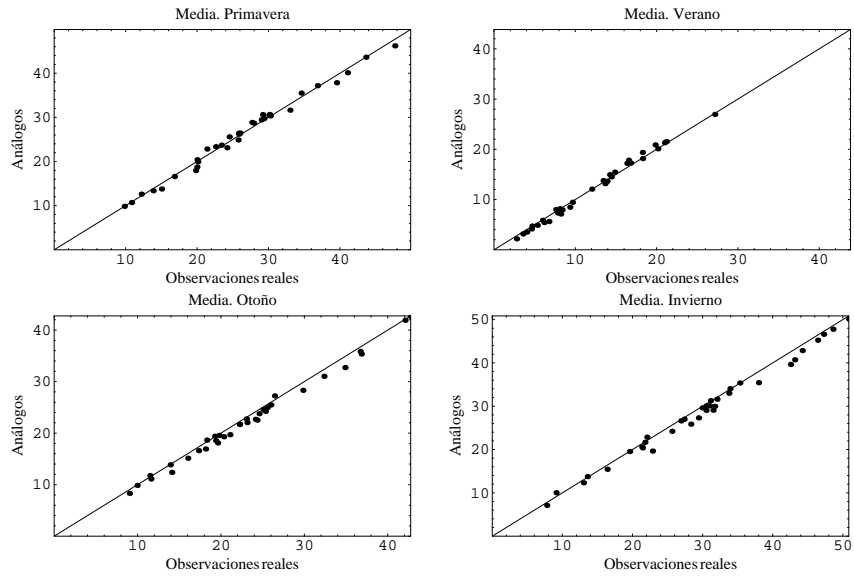 Media. Primavera
Análogos
40
30
20
10
10 20 30 40
Observaciones reales
Media. Verano
Análogos
40
30
20
10
10 20 30 40
Observaciones reales
Media. Otoño
Análogos
40
30
20
10
10 20 30 40
Observaciones reales
Media. Invierno
Análogos
50
40
30
20
10
10 20 30 40 50
Observaciones reales